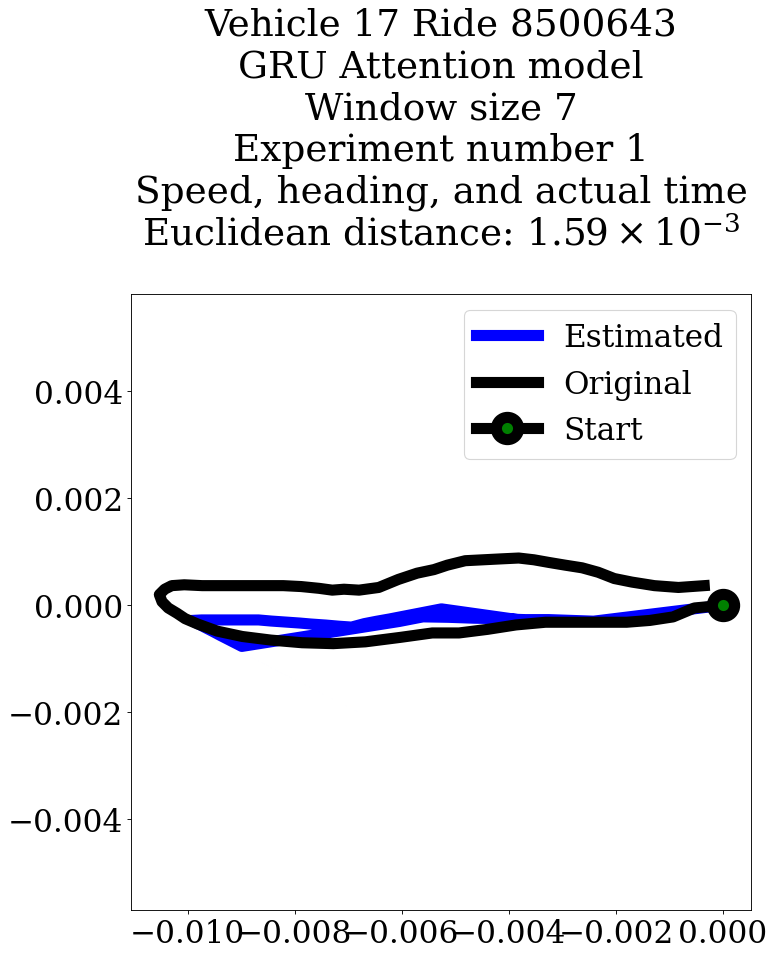 Vehicle 17 Ride 8500643
GRU Attention model
Window size 7
Experiment number 1
Speed, heading, and actual time
Euclidean distance: 1.59 × 10⁻³
Estimated
Original
Start
0.004
0.002
0.000
−0.002
−0.004
−0.010 −0.008 −0.006 −0.004 −0.002 0.000